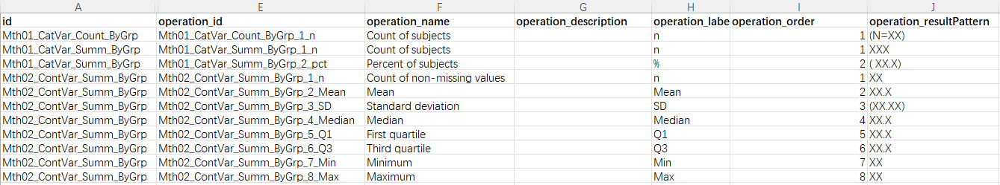 A E F G H I J
id operation_id operation_name operation_description operation_labe operation_order operation_resultPattern
Mth01_CatVar_Count_ByGrp Mth01_CatVar_Count_ByGrp_1_n Count of subjects n 1 (N=XX)
Mth01_CatVar_Summ_ByGrp Mth01_CatVar_Summ_ByGrp_1_n Count of subjects n 1 XXX
Mth01_CatVar_Summ_ByGrp Mth01_CatVar_Summ_ByGrp_2_pct Percent of subjects % 2 ( XX.X)
Mth02_ContVar_Summ_ByGrp Mth02_ContVar_Summ_ByGrp_1_n Count of non-missing values n 1 XX
Mth02_ContVar_Summ_ByGrp Mth02_ContVar_Summ_ByGrp_2_Mean Mean Mean 2 XX.X
Mth02_ContVar_Summ_ByGrp Mth02_ContVar_Summ_ByGrp_3_SD Standard deviation SD 3 (XX.XX)
Mth02_ContVar_Summ_ByGrp Mth02_ContVar_Summ_ByGrp_4_Median Median Median 4 XX.X
Mth02_ContVar_Summ_ByGrp Mth02_ContVar_Summ_ByGrp_5_Q1 First quartile Q1 5 XX.X
Mth02_ContVar_Summ_ByGrp Mth02_ContVar_Summ_ByGrp_6_Q3 Third quartile Q3 6 XX.X
Mth02_ContVar_Summ_ByGrp Mth02_ContVar_Summ_ByGrp_7_Min Minimum Min 7 XX
Mth02_ContVar_Summ_ByGrp Mth02_ContVar_Summ_ByGrp_8_Max Maximum Max 8 XX